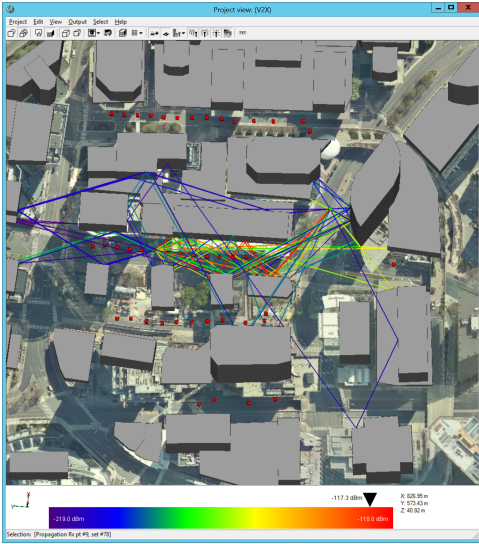 Project view: (V2X)
Project Edit View Output Select Help
-117.3 dBm
X: 826.95 m
Y: 573.43 m
Z: 40.92 m
-219.0 dBm
-110.0 dBm
Selection: [Propagation Rx pt #9, set #78]